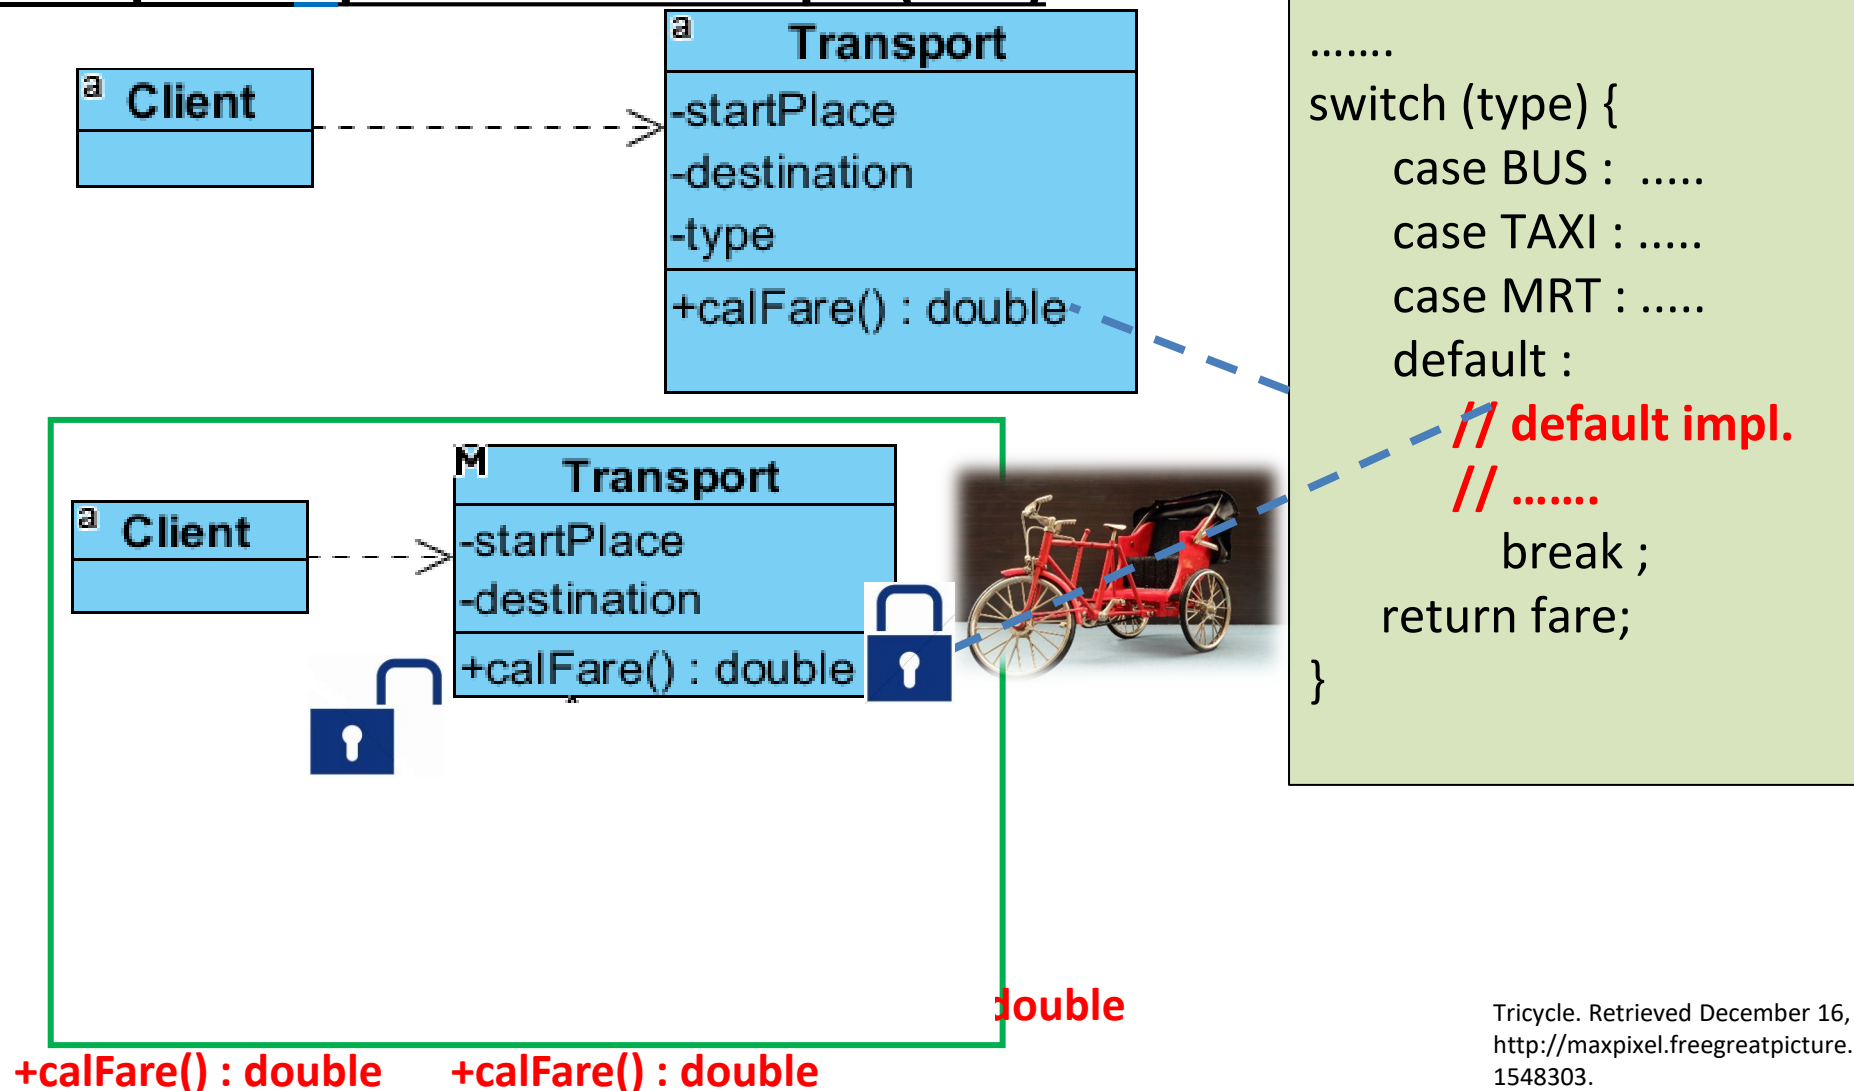 a
Transport
a
Client
-startPlace
-destination
-type
+calFare() : double
.......
switch (type) {
case BUS : .....
case TAXI : .....
case MRT : .....
default :
// default impl.
// .......
break ;
return fare;
}
M
Transport
a
Client
-startPlace
-destination
+calFare() : double
double
+calFare() : double
+calFare() : double
Tricycle. Retrieved December 16,
http://maxpixel.freegreatpicture.
1548303.